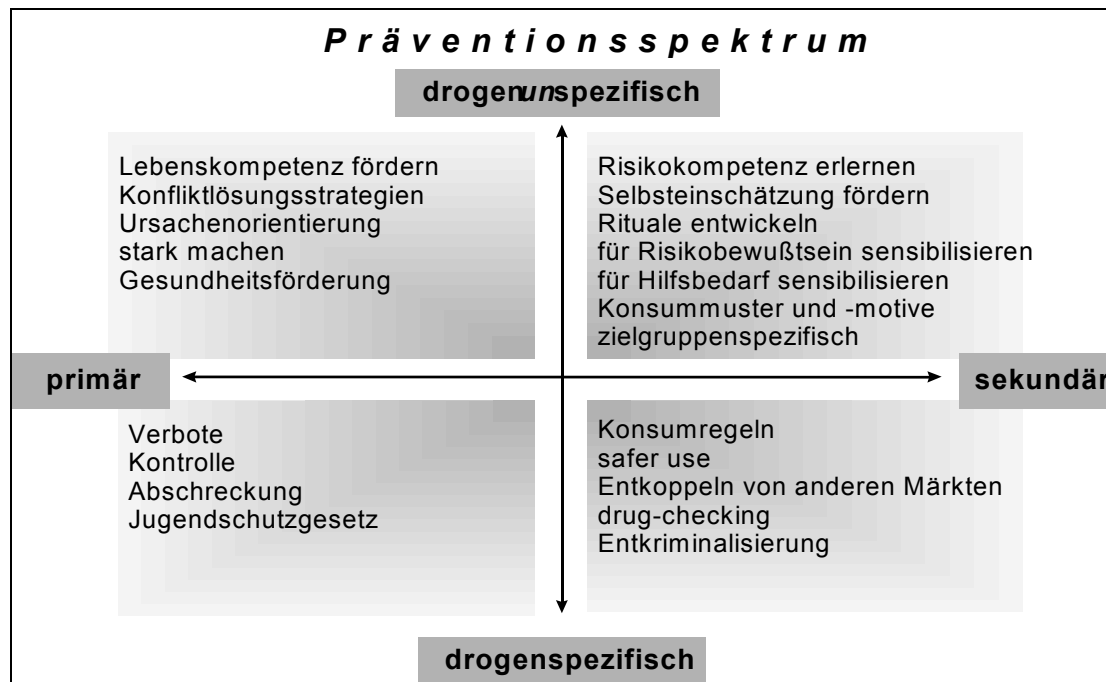 Präventionsspektrum
drogenunspezifisch
Lebenskompetenz fördern
Konfliktlösungsstrategien
Ursachenorientierung
stark machen
Gesundheitsförderung
Risikokompetenz erlernen
Selbsteinschätzung fördern
Rituale entwickeln
für Risikobewußtsein sensibilisieren
für Hilfsbedarf sensibilisieren
Konsummuster und -motive
zielgruppenspezifisch
primär
sekundär
Verbote
Kontrolle
Abschreckung
Jugendschutzgesetz
Konsumregeln
safer use
Entkoppeln von anderen Märkten
drug-checking
Entkriminalisierung
drogenspezifisch